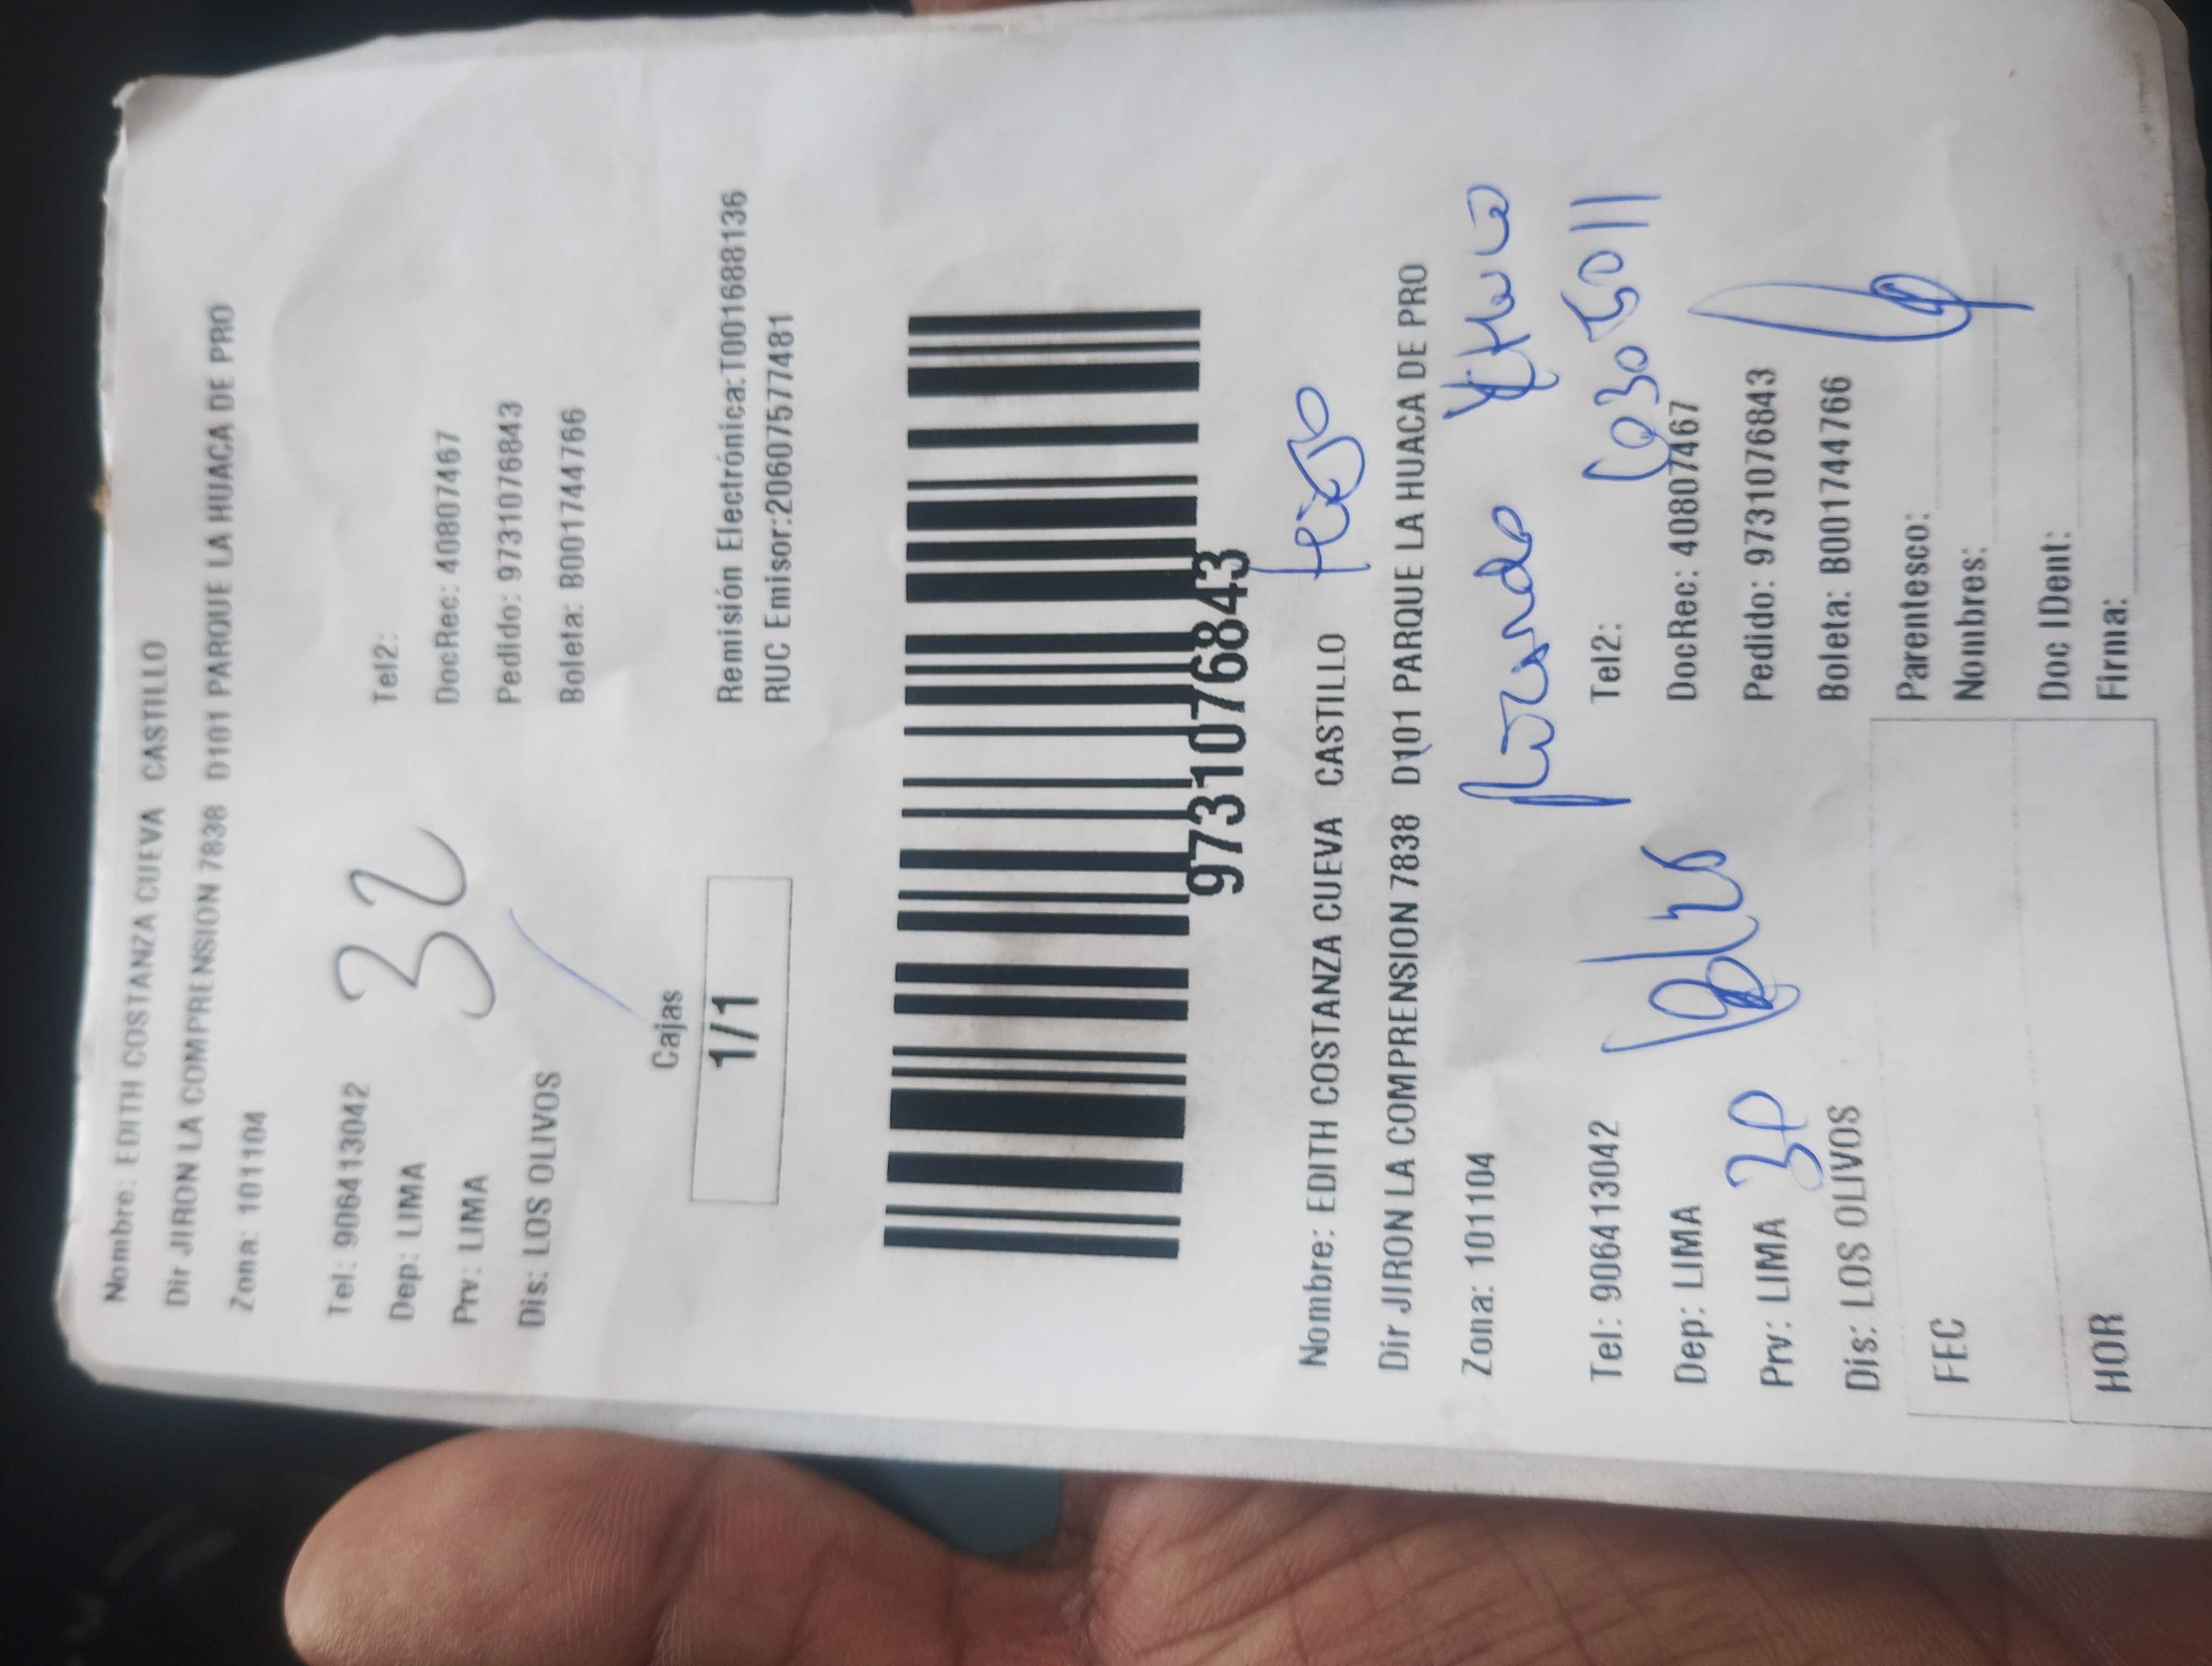 Nombre: EDITH COSTANZA CUEVA CASTILLO
Dir JIRON LA COMPRENSION 7838 D101 PARQUE LA HUACA DE PRO
Zona: 101104
32
Tel: 906413042 Tel2:
Dep: LIMA DocRec: 40807467
Prv: LIMA Pedido: 9731076843
Dis: LOS OLIVOS Boleta: B001744766
Cajas
1/1
Remisión Electrónica:T001688136
RUC Emisor:20607577481
9731076843
Nombre: EDITH COSTANZA CUEVA CASTILLO
Dir JIRON LA COMPRENSION 7838 D101 PARQUE LA HUACA DE PRO
Zona: 101104
Tel: 906413042 Tel2:
Dep: LIMA DocRec: 40807467
3P
Prv: LIMA Pedido: 9731076843
Dis: LOS OLIVOS Boleta: B001744766
FEC Parentesco:
Nombres:
HOR Doc IDent:
Firma: